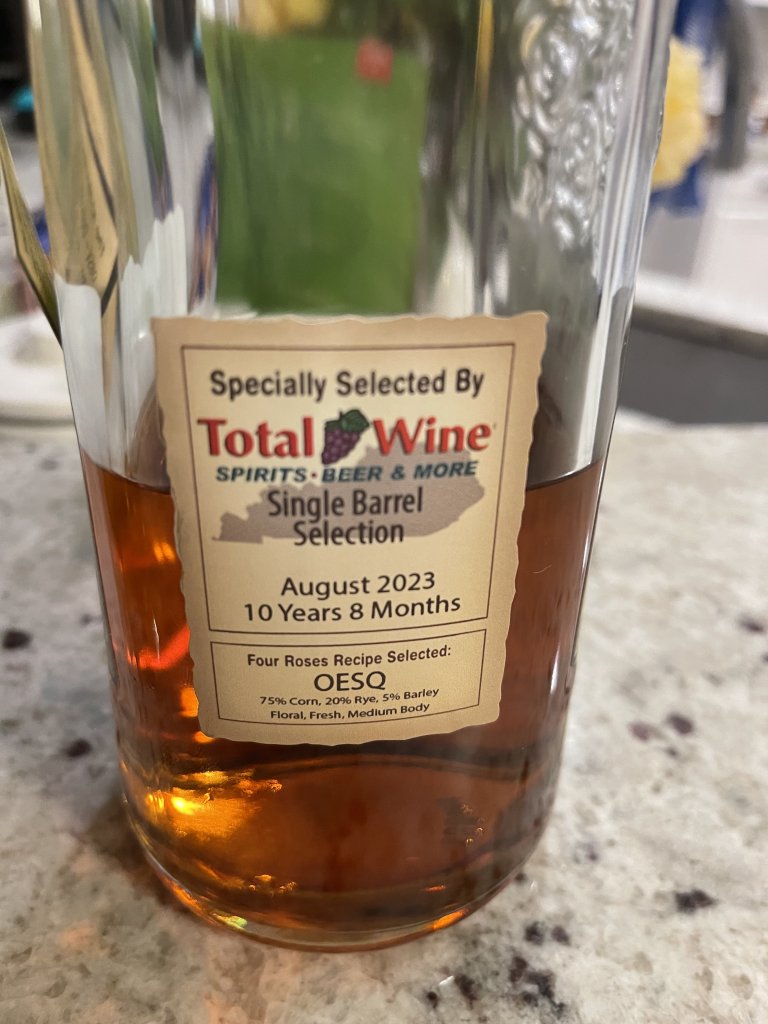 Specially Selected By
Total Wine
SPIRITS·BEER & MORE
Single Barrel
Selection
August 2023
10 Years 8 Months
Four Roses Recipe Selected:
OESQ
75% Corn, 20% Rye, 5% Barley
Floral, Fresh, Medium Body